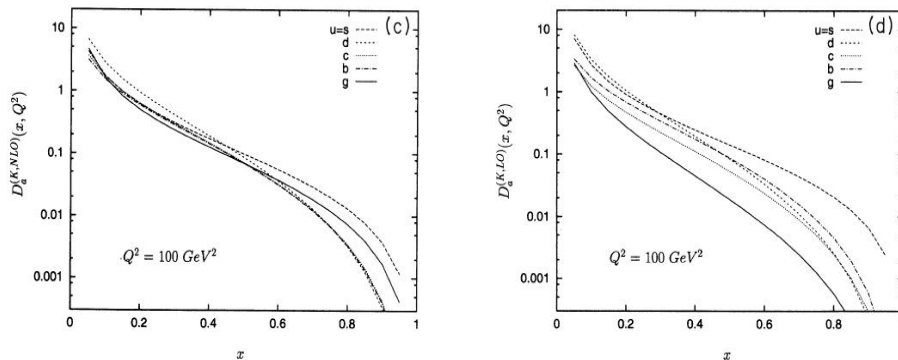 (c)
u=s
d
c
b
g
10
1
0.1
0.01
0.001
D_a^{(K,NLO)}(x, Q^2)
Q^2 = 100 GeV^2
0
0.2
0.4
0.6
0.8
1
x
(d)
u=s
d
c
b
g
10
1
0.1
0.01
0.001
D_a^{(K,LO)}(x, Q^2)
Q^2 = 100 GeV^2
0
0.2
0.4
0.6
0.8
x